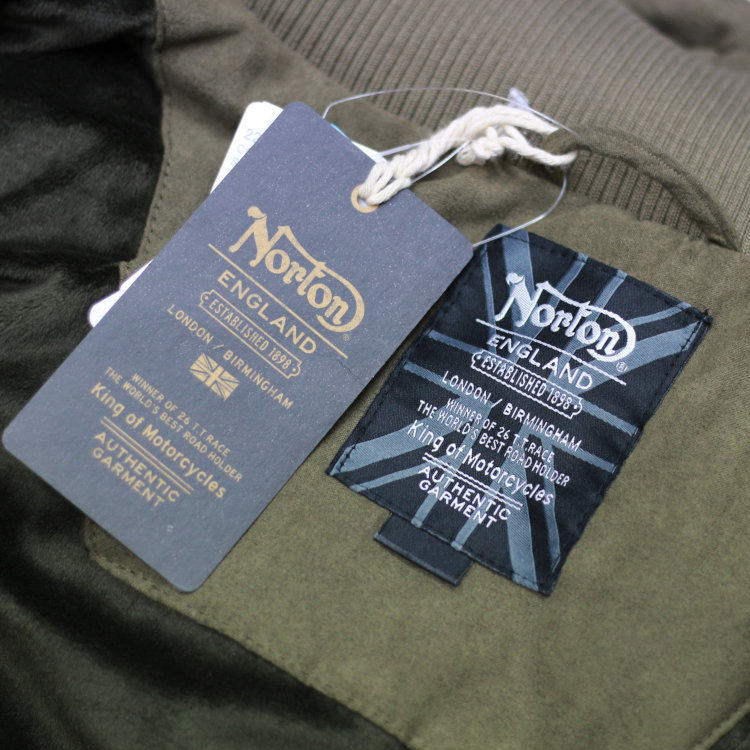 Norton®
ENGLAND
ESTABLISHED 1898
LONDON / BIRMINGHAM
WINNER OF 26 T.T.RACE
THE WORLD'S BEST ROAD HOLDER
King of Motorcycles
AUTHENTIC
GARMENT
Norton®
ENGLAND
ESTABLISHED 1898
LONDON / BIRMINGHAM
WINNER OF 26 T.T.RACE
THE WORLD'S BEST ROAD HOLDER
King of Motorcycles
AUTHENTIC
GARMENT